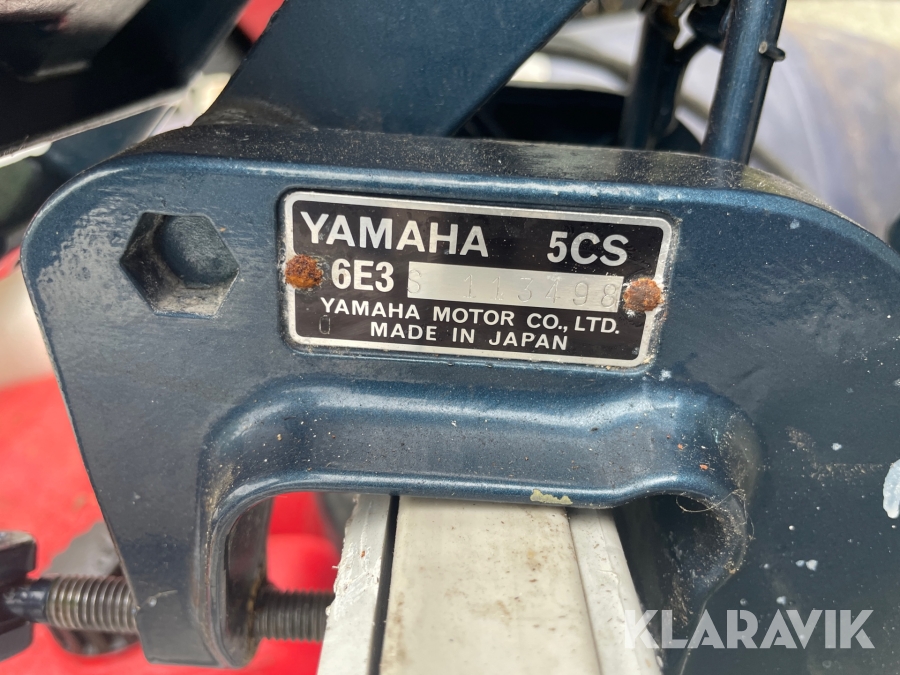 YAMAHA 5CS
6E3 S 113498
YAMAHA MOTOR CO., LTD.
MADE IN JAPAN
KLARAVIK